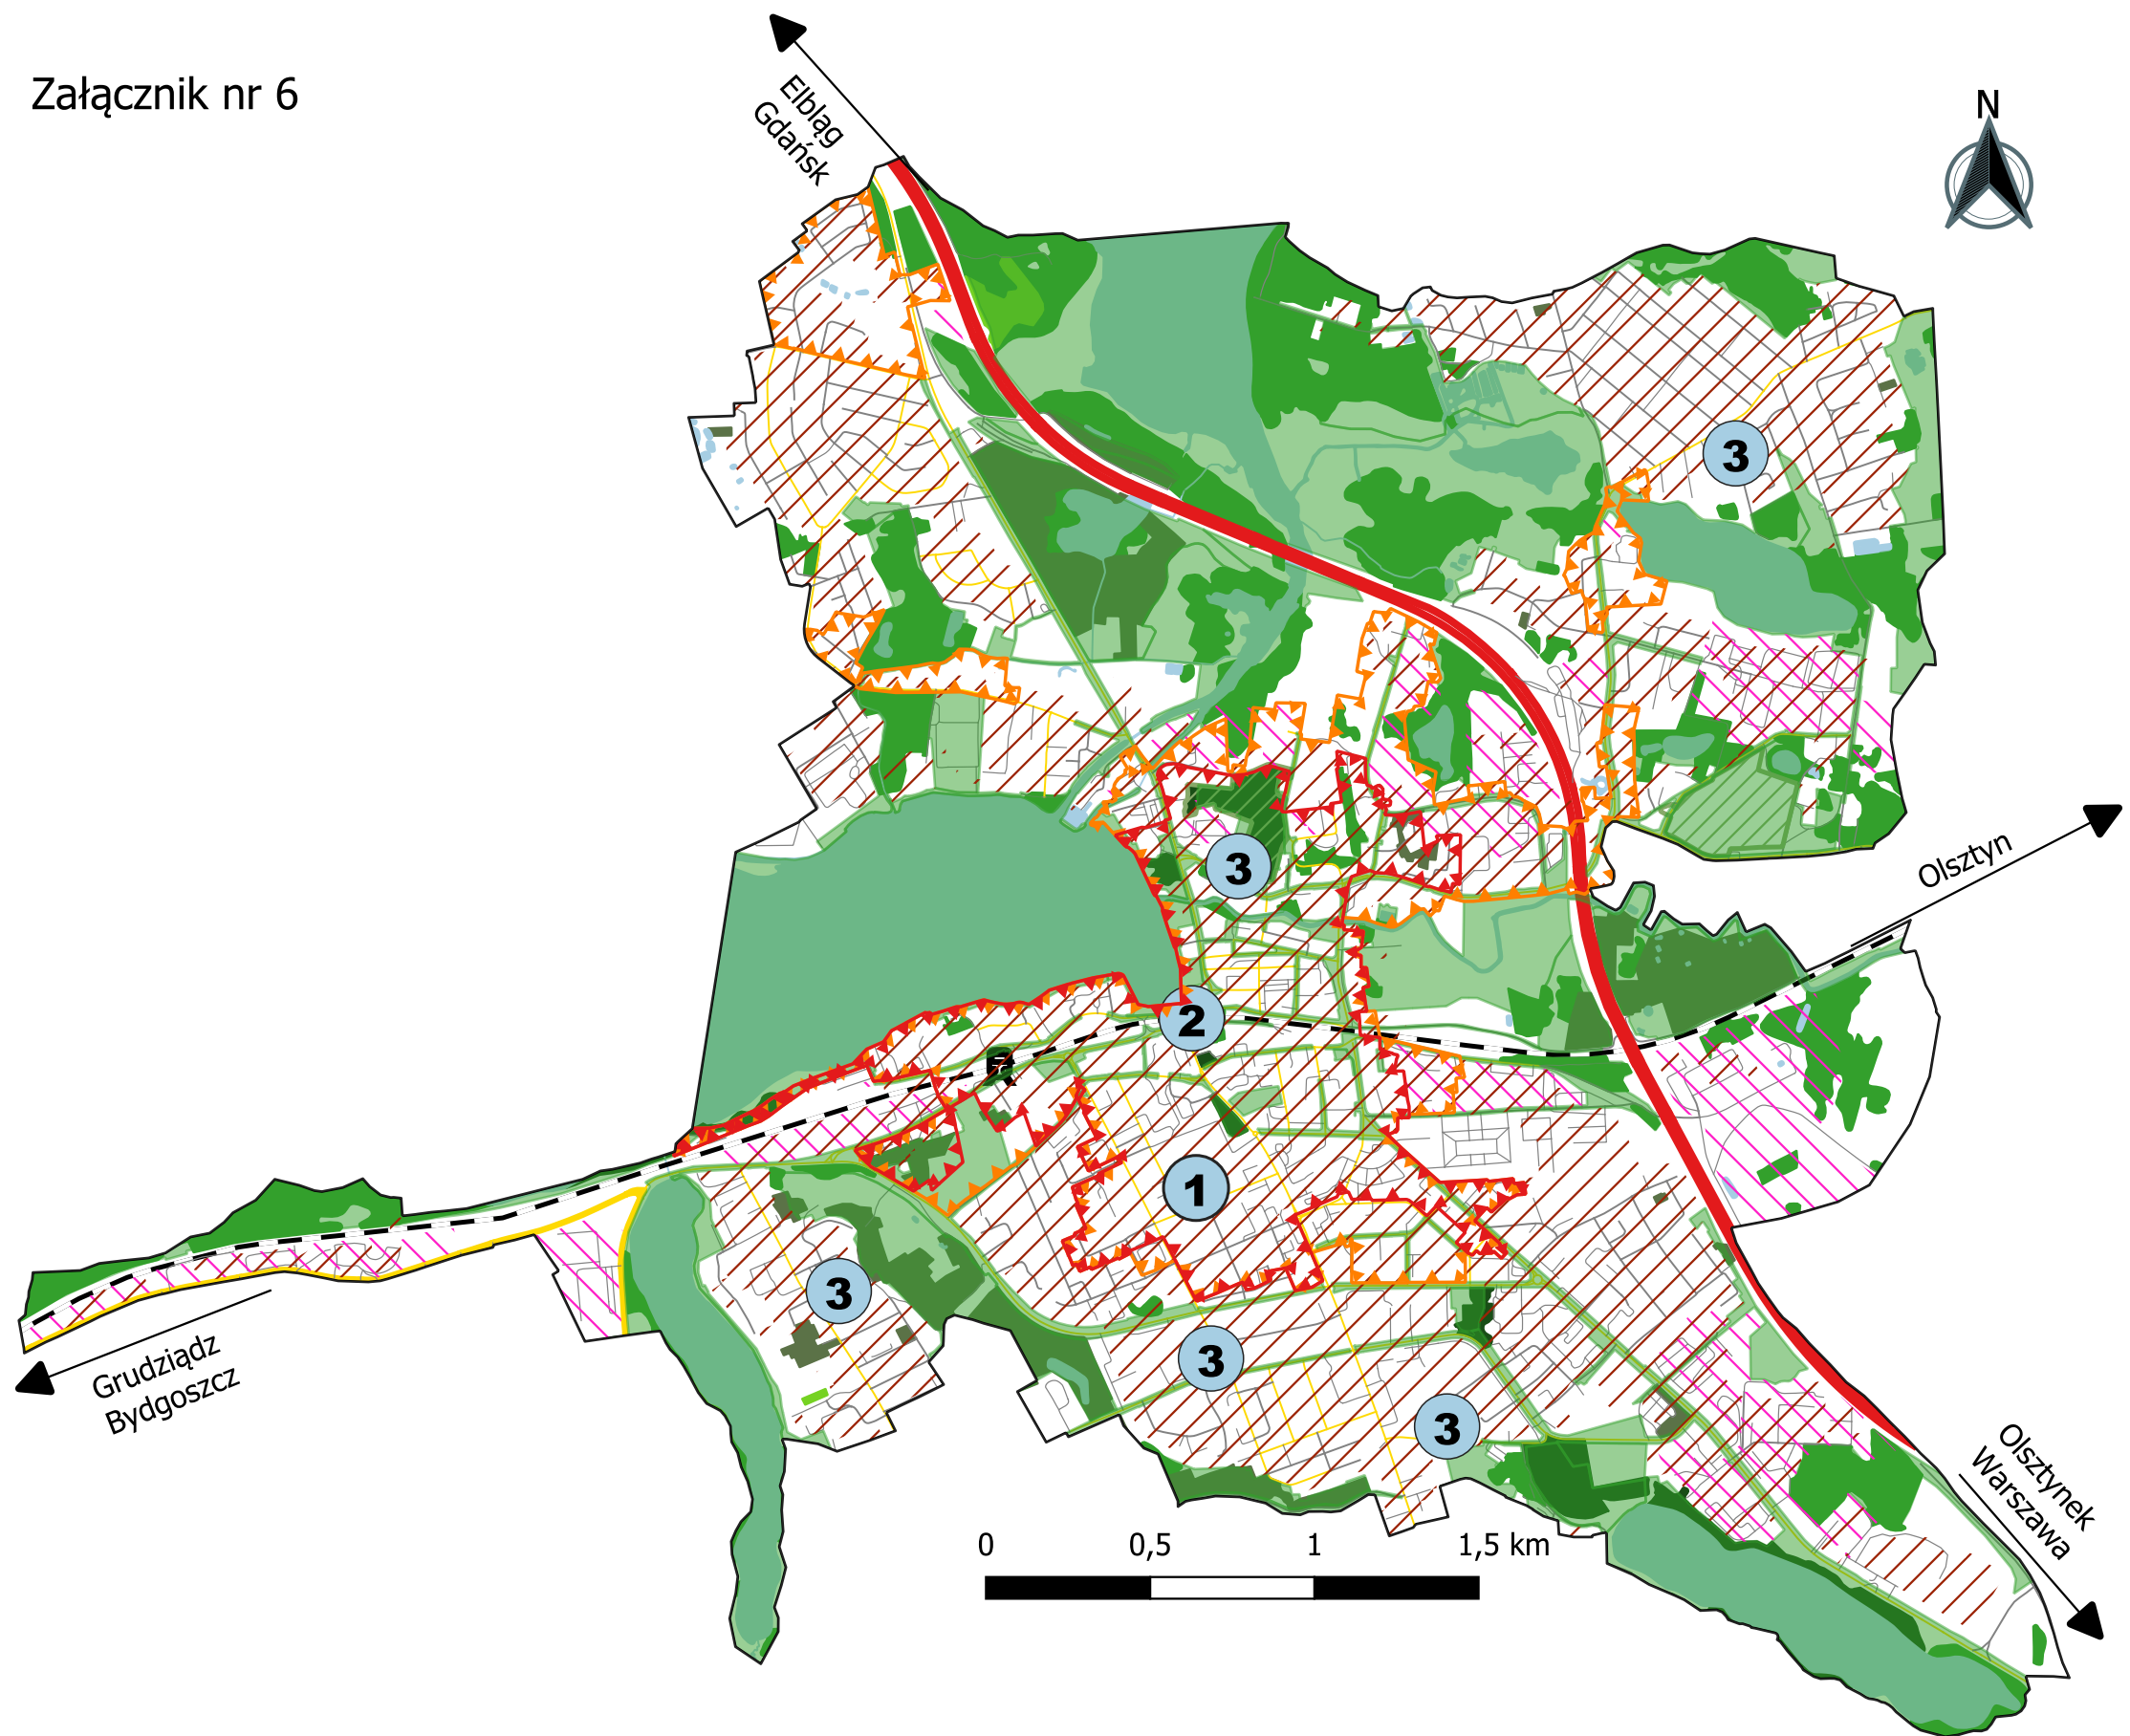 Załącznik nr 6
Elbląg
Gdańsk
N
3
Olsztyn
3
2
1
3
3
3
Grudziądz
Bydgoszcz
Olsztynek
Warszawa
0 0,5 1 1,5 km